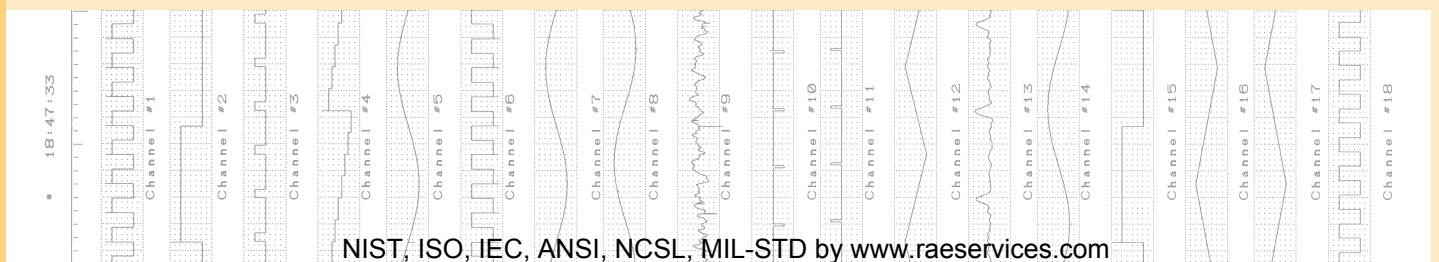 * 18:47:33
Channel #1
Channel #2
Channel #3
Channel #4
Channel #5
Channel #6
Channel #7
Channel #8
Channel #9
Channel #10
Channel #11
Channel #12
Channel #13
Channel #14
Channel #15
Channel #16
Channel #17
Channel #18
NIST, ISO, IEC, ANSI, NCSL, MIL-STD by www.raeservices.com